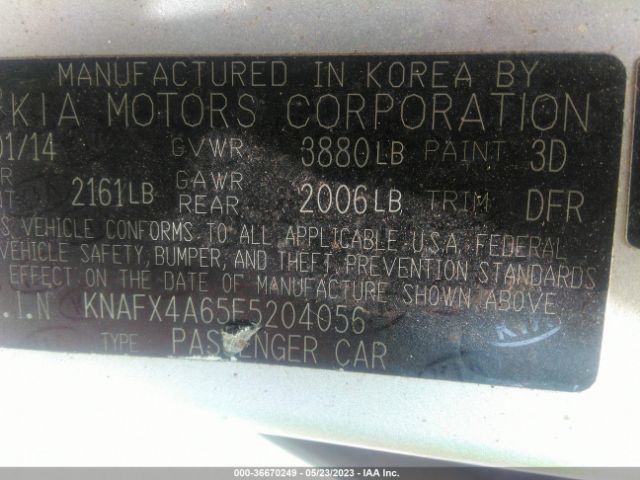 MANUFACTURED IN KOREA BY
KIA MOTORS CORPORATION
01/14 GVWR 3880LB PAINT 3D
2161LB GAWR REAR 2006LB TRIM DFR
VEHICLE CONFORMS TO ALL APPLICABLE U.S.A. FEDERAL
VEHICLE SAFETY, BUMPER, AND THEFT PREVENTION STANDARDS
EFFECT ON THE DATE OF MANUFACTURE SHOWN ABOVE.
.I.N KNAFX4A65E5204056
TYPE PASSENGER CAR
000-36670249 - 05/23/2023 - IAA Inc.